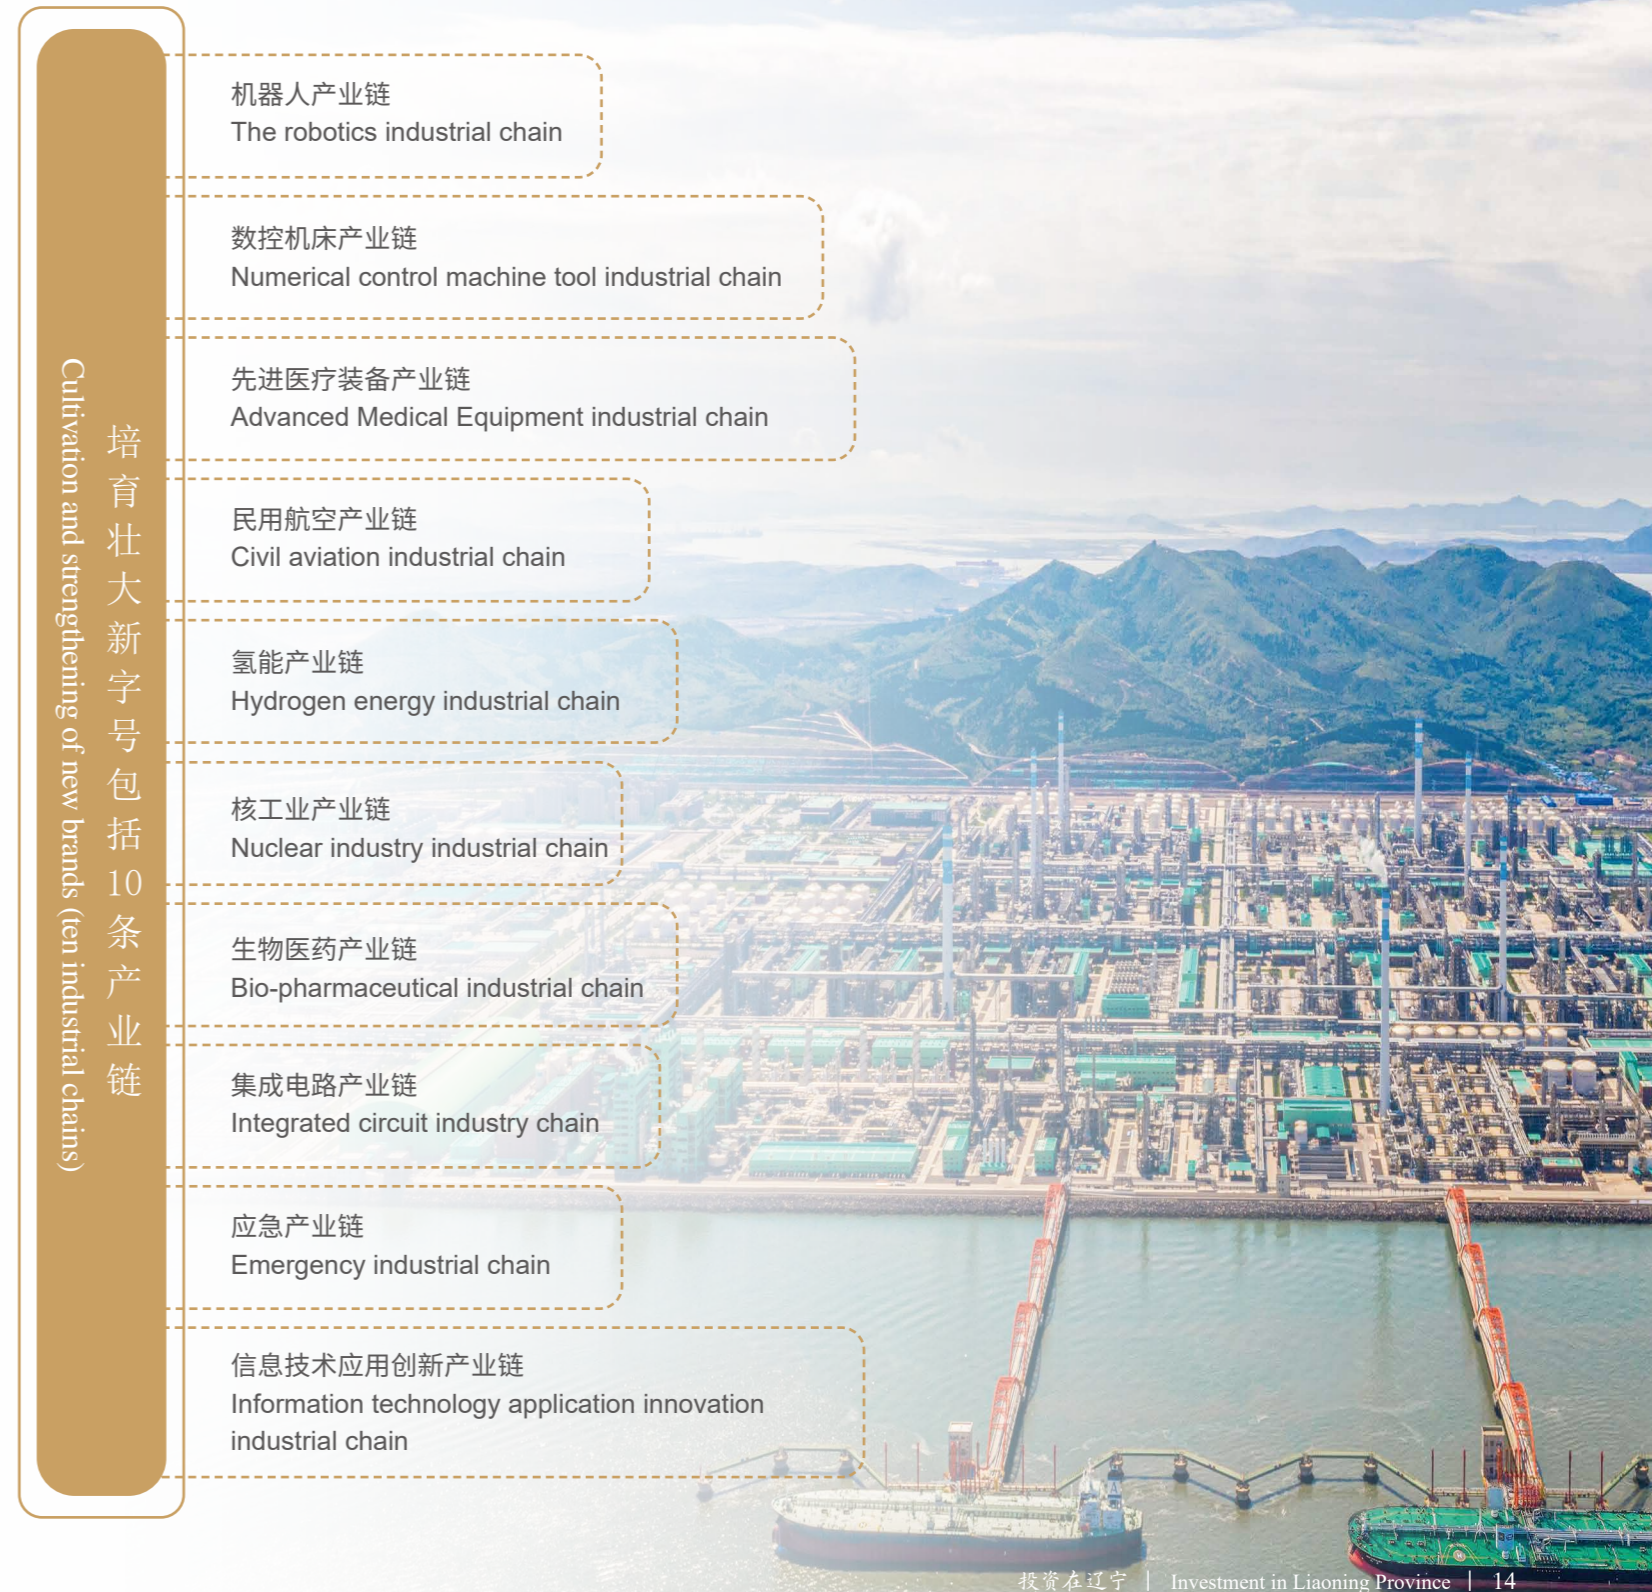 培育壮大新字号包括10条产业链
Cultivation and strengthening of new brands (ten industrial chains)
机器人产业链
The robotics industrial chain
数控机床产业链
Numerical control machine tool industrial chain
先进医疗装备产业链
Advanced Medical Equipment industrial chain
民用航空产业链
Civil aviation industrial chain
氢能产业链
Hydrogen energy industrial chain
核工业产业链
Nuclear industry industrial chain
生物医药产业链
Bio-pharmaceutical industrial chain
集成电路产业链
Integrated circuit industry chain
应急产业链
Emergency industrial chain
信息技术应用创新产业链
Information technology application innovation
industrial chain
投资在辽宁 | Investment in Liaoning Province | 14